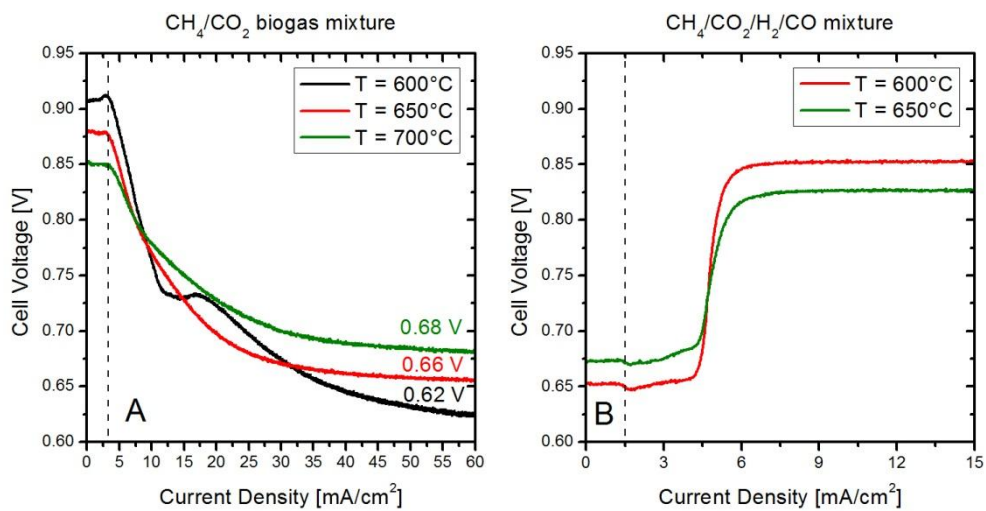 CH₄/CO₂ biogas mixture
0.95
0.90
0.85
0.80
0.75
0.70
0.65
0.60
Cell Voltage [V]
T = 600°C
T = 650°C
T = 700°C
0.68 V
0.66 V
0.62 V
A
0 5 10 15 20 25 30 35 40 45 50 55 60
Current Density [mA/cm²]
CH₄/CO₂/H₂/CO mixture
0.95
0.90
0.85
0.80
0.75
0.70
0.65
0.60
Cell Voltage [V]
T = 600°C
T = 650°C
B
0 3 6 9 12 15
Current Density [mA/cm²]